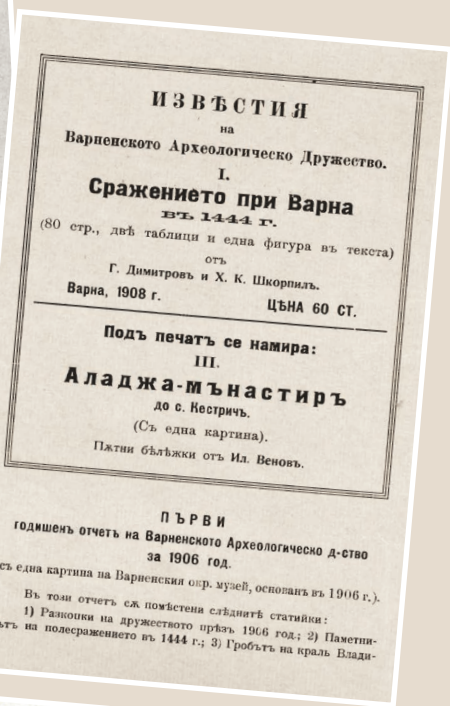 ИЗВѢСТИЯ
на
Варненското Археологическо Дружество.
I.
Сражението при Варна
въ 1444 г.
(80 стр., двѣ таблици и една фигура въ текста)
отъ
Г. Димитровъ и Х. К. Шкорпилъ.
Варна, 1908 г. ЦѢНА 60 СТ.
Подъ печатъ се намира:
III.
Аладжа-мънастиръ
до с. Кестричъ.
(Съ една картина).
Пѫтни бѣлѣжки отъ Ил. Веновъ.
ПЪРВИ
годишенъ отчетъ на Варненското Археологическо д-ство
за 1906 год.
съ една картина на Варненския окр. музей, основанъ въ 1906 г.).
Въ този отчетъ сѫ помѣстени слѣднитѣ статийки:
1) Разкопки на дружеството прѣзъ 1906 год.; 2) Паметни-
ътъ на полесражението въ 1444 г.; 3) Гробътъ на краль Влади-